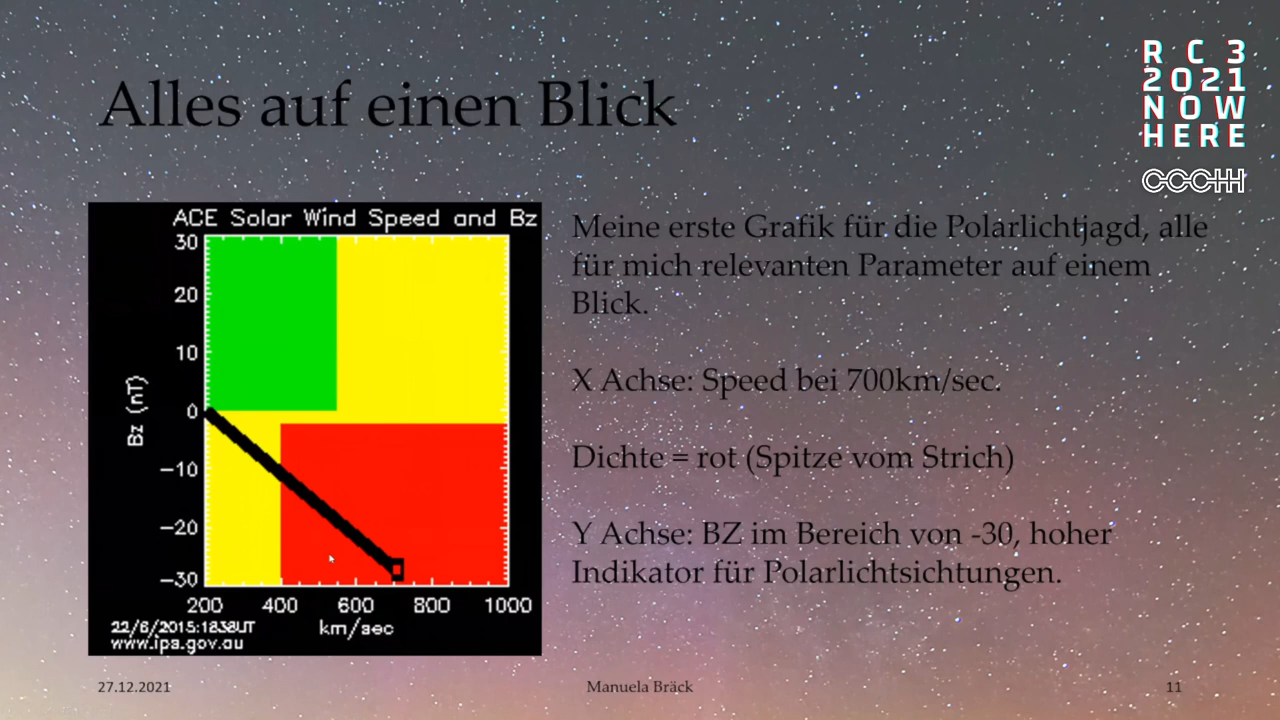 Alles auf einen Blick
R C 3
2021
NOW
HERE
CCCHH
ACE Solar Wind Speed and Bz
30
20
10
0
-10
-20
-30
Bz (nT)
200 400 600 800 1000
km/sec
22/6/2015:1838UT
www.ips.gov.au
Meine erste Grafik für die Polarlichtjagd, alle
für mich relevanten Parameter auf einem
Blick.
X Achse: Speed bei 700km/sec.
Dichte = rot (Spitze vom Strich)
Y Achse: BZ im Bereich von -30, hoher
Indikator für Polarlichtsichtungen.
27.12.2021
Manuela Bräck
11